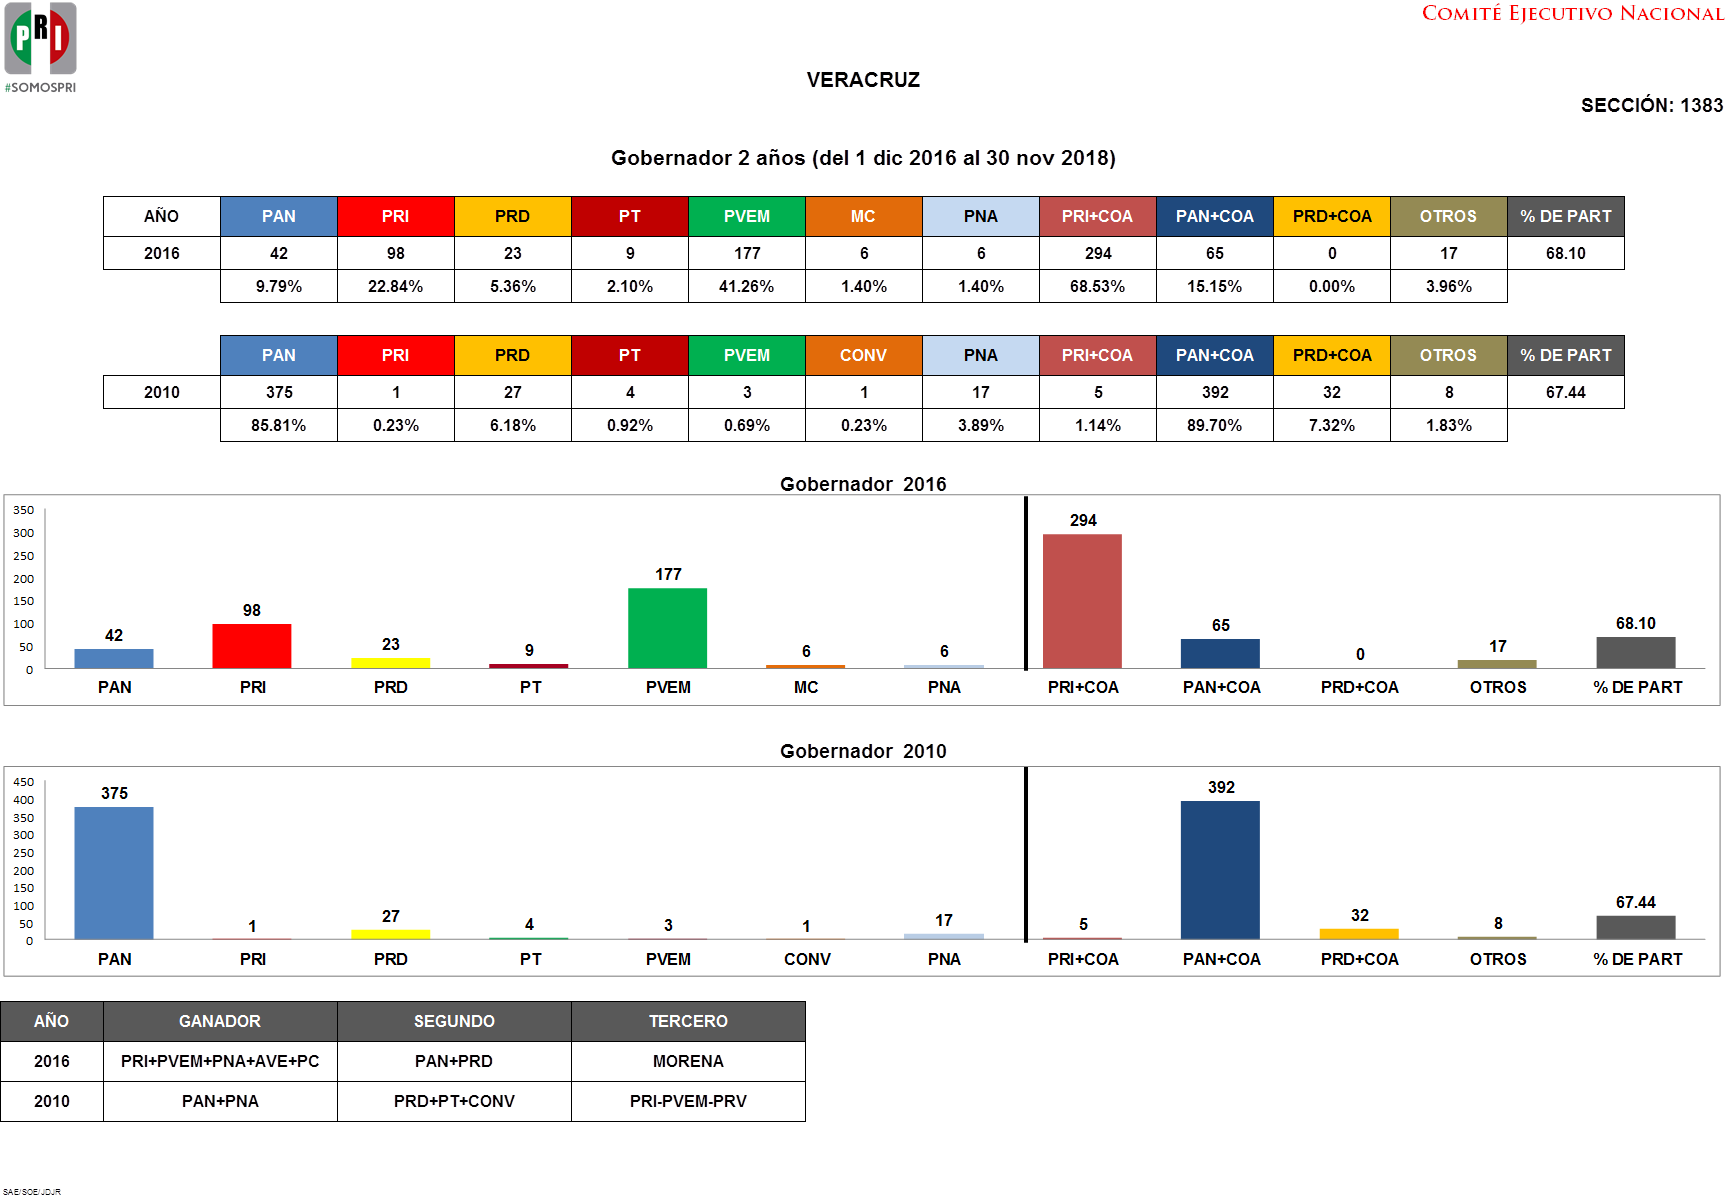 PRI
#SOMOSPRI
COMITÉ EJECUTIVO NACIONAL
VERACRUZ
SECCIÓN: 1383
Gobernador 2 años (del 1 dic 2016 al 30 nov 2018)
AÑO PAN PRI PRD PT PVEM MC PNA PRI+COA PAN+COA PRD+COA OTROS % DE PART
2016 42 98 23 9 177 6 6 294 65 0 17 68.10
9.79% 22.84% 5.36% 2.10% 41.26% 1.40% 1.40% 68.53% 15.15% 0.00% 3.96%
PAN PRI PRD PT PVEM CONV PNA PRI+COA PAN+COA PRD+COA OTROS % DE PART
2010 375 1 27 4 3 1 17 5 392 32 8 67.44
85.81% 0.23% 6.18% 0.92% 0.69% 0.23% 3.89% 1.14% 89.70% 7.32% 1.83%
Gobernador 2016
350
300
250
200
150
100
50
0
42 98 23 9 177 6 6 294 65 0 17 68.10
PAN PRI PRD PT PVEM MC PNA PRI+COA PAN+COA PRD+COA OTROS % DE PART
Gobernador 2010
450
400
350
300
250
200
150
100
50
0
375 1 27 4 3 1 17 5 392 32 8 67.44
PAN PRI PRD PT PVEM CONV PNA PRI+COA PAN+COA PRD+COA OTROS % DE PART
AÑO GANADOR SEGUNDO TERCERO
2016 PRI+PVEM+PNA+AVE+PC PAN+PRD MORENA
2010 PAN+PNA PRD+PT+CONV PRI-PVEM-PRV
SAE/SOE/JDJR